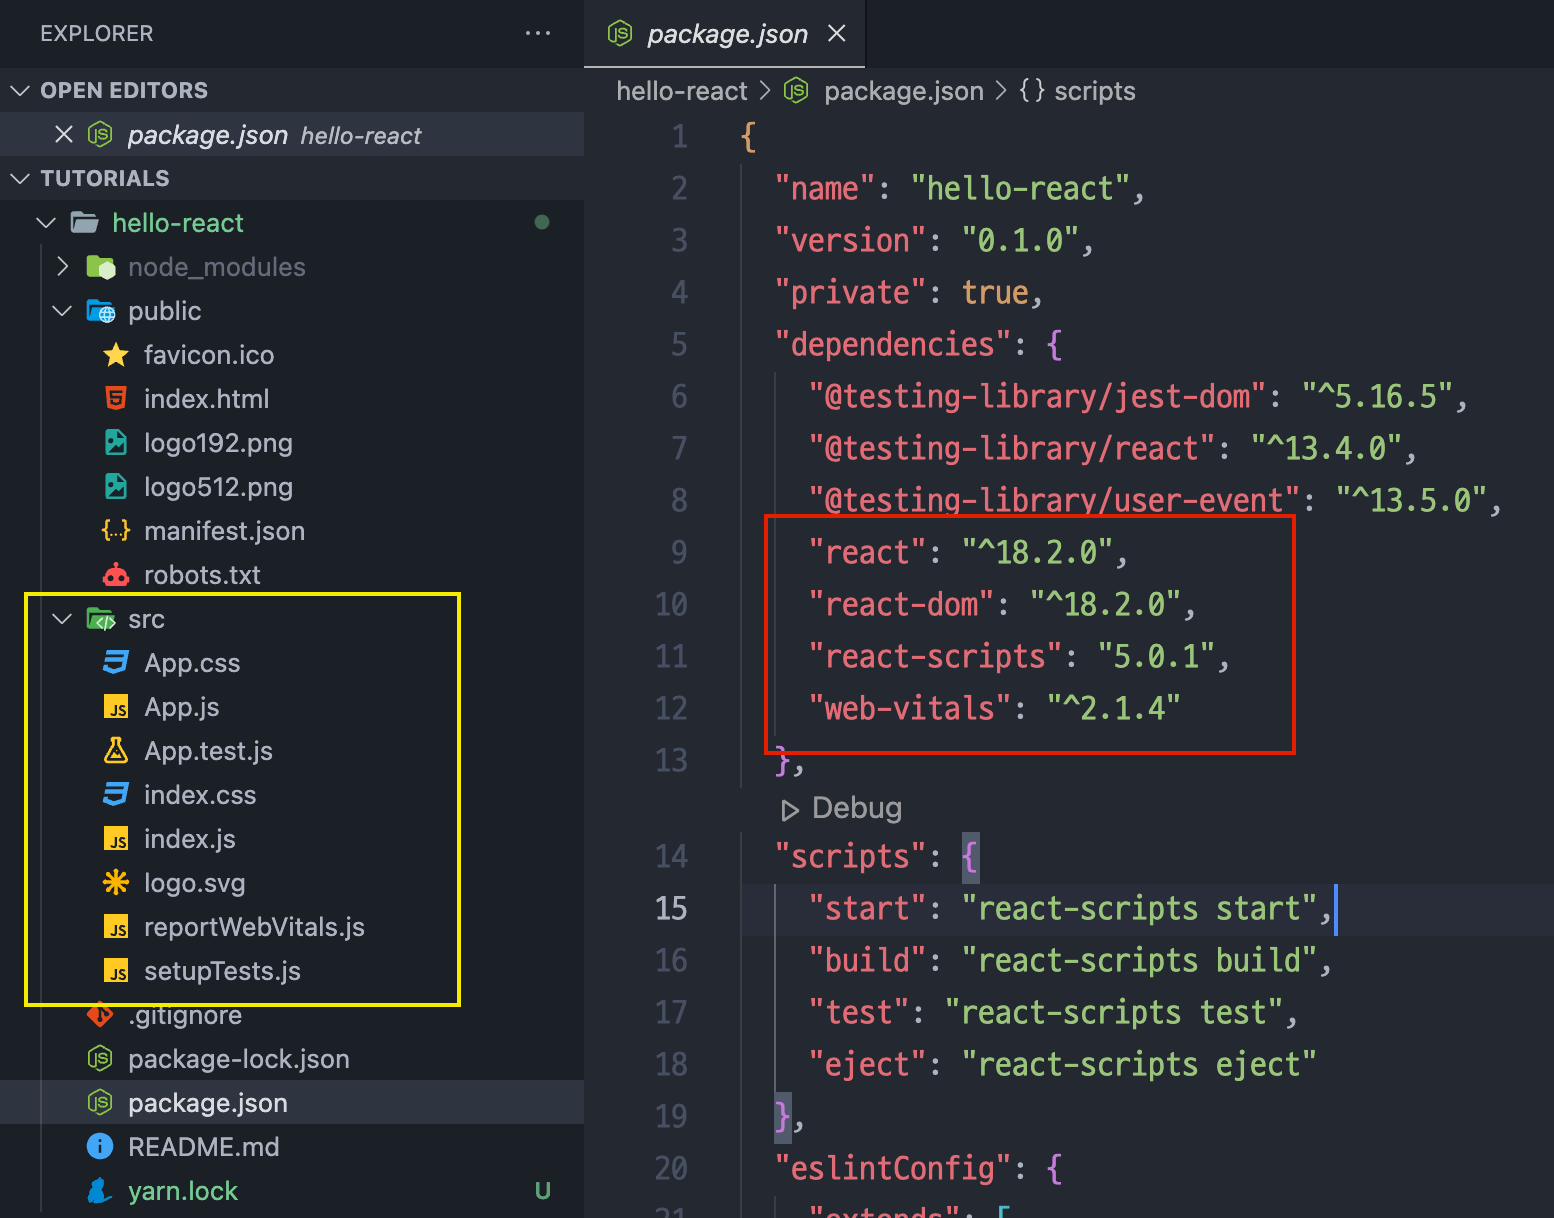 EXPLORER
OPEN EDITORS
package.json hello-react
TUTORIALS
hello-react
node_modules
public
favicon.ico
index.html
logo192.png
logo512.png
manifest.json
robots.txt
src
App.css
App.js
App.test.js
index.css
index.js
logo.svg
reportWebVitals.js
setupTests.js
.gitignore
package-lock.json
package.json
README.md
yarn.lock U
package.json
hello-react > package.json > {} scripts
1 {
2 "name": "hello-react",
3 "version": "0.1.0",
4 "private": true,
5 "dependencies": {
6 "@testing-library/jest-dom": "^5.16.5",
7 "@testing-library/react": "^13.4.0",
8 "@testing-library/user-event": "^13.5.0",
9 "react": "^18.2.0",
10 "react-dom": "^18.2.0",
11 "react-scripts": "5.0.1",
12 "web-vitals": "^2.1.4"
13 },
Debug
14 "scripts": {
15 "start": "react-scripts start",
16 "build": "react-scripts build",
17 "test": "react-scripts test",
18 "eject": "react-scripts eject"
19 },
20 "eslintConfig": {
21 "extends": [